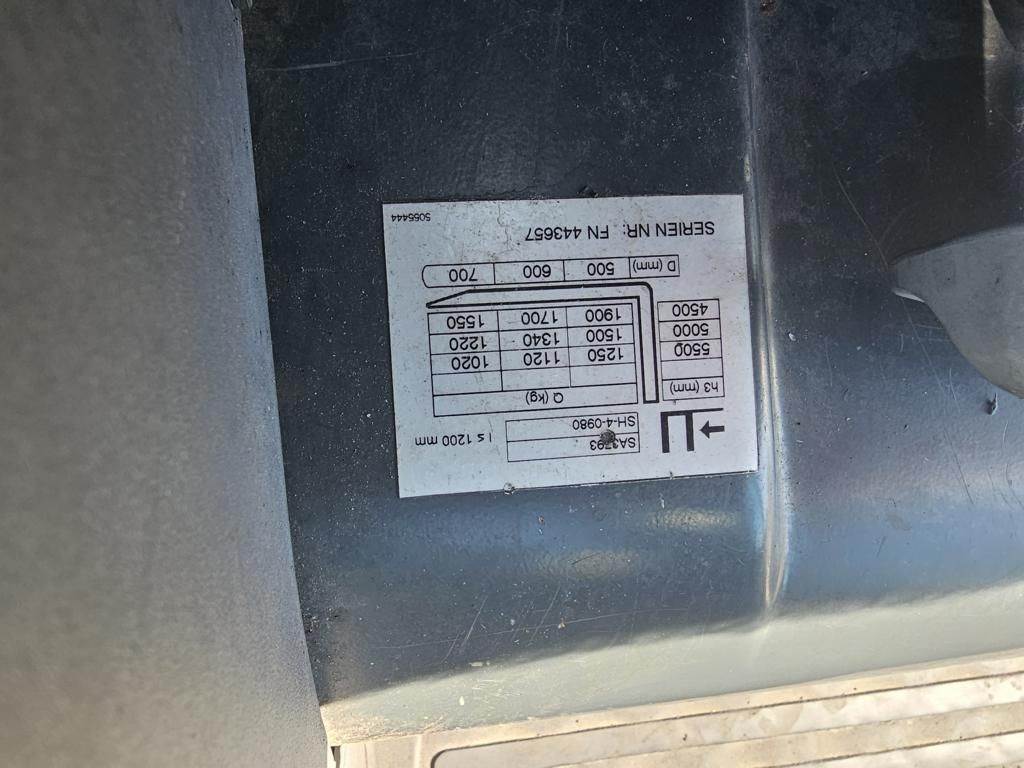 SA3793
SH-4-0980 l ≤ 1200 mm
h3 (mm) Q (kg)
5500 1250 1120 1020
5000 1500 1340 1220
4500 1900 1700 1550
D (mm) 500 600 700
SERIEN NR: FN 443657
5055444